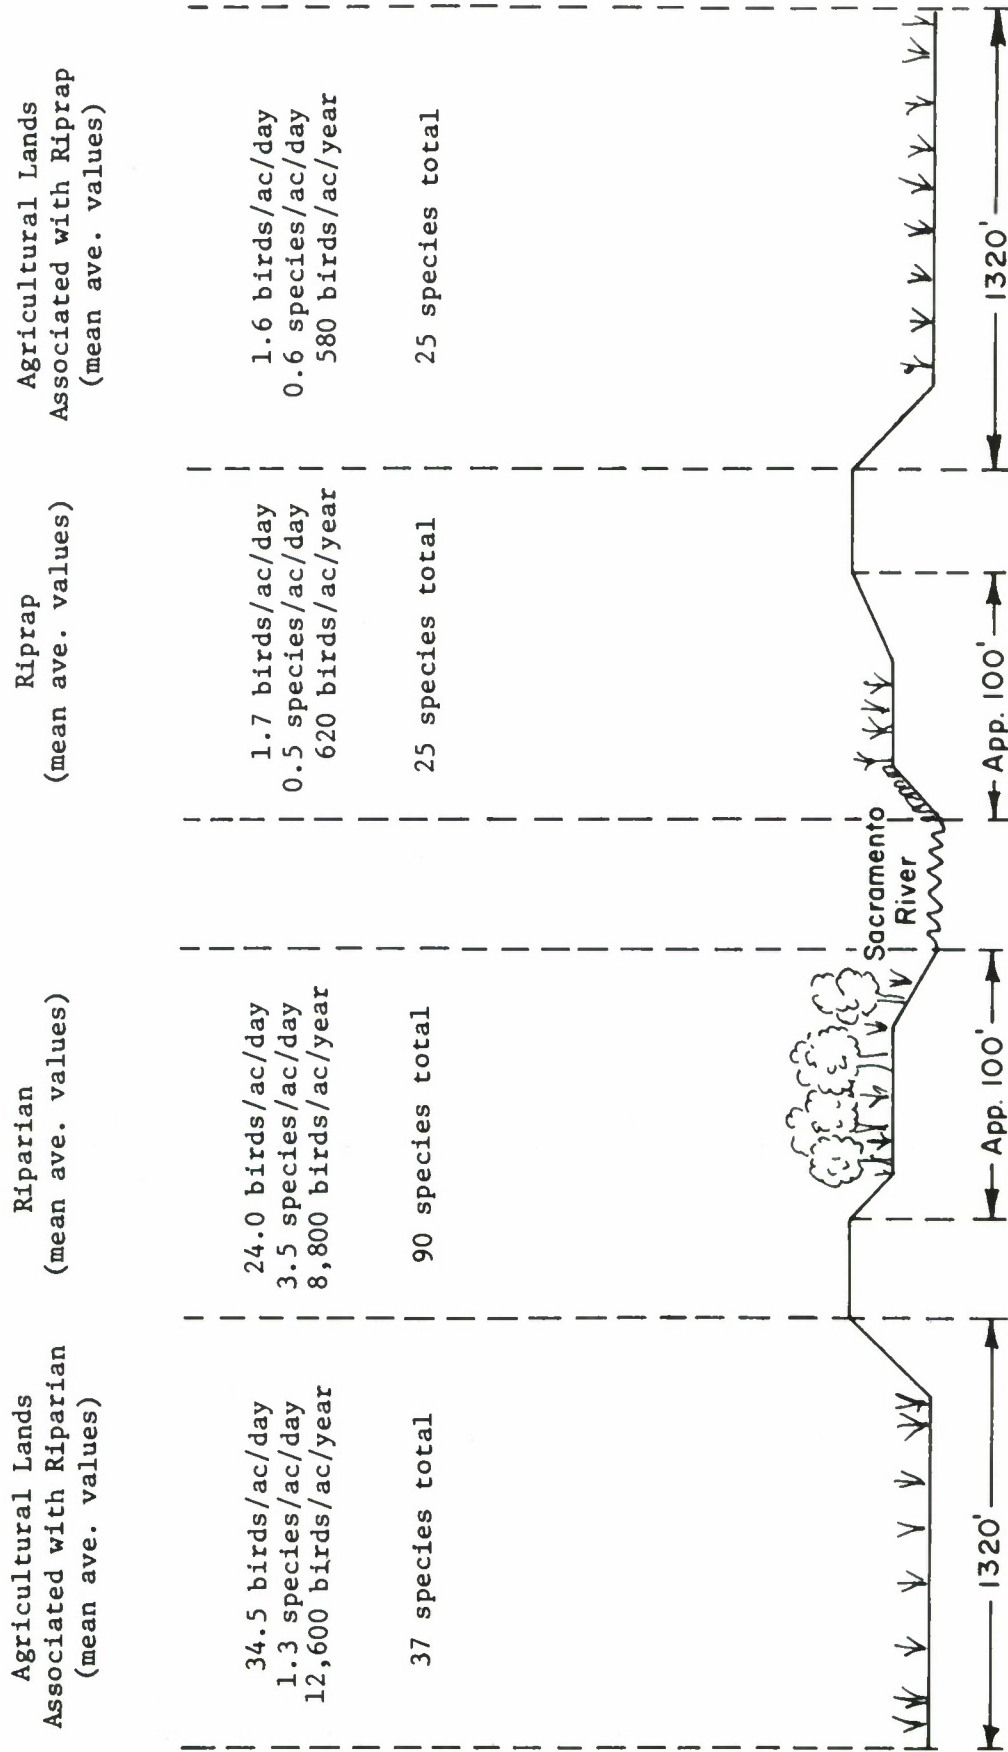 Agricultural Lands
Associated with Riparian
(mean ave. values)
34.5 birds/ac/day
1.3 species/ac/day
12,600 birds/ac/year
37 species total
Riparian
(mean ave. values)
24.0 birds/ac/day
3.5 species/ac/day
8,800 birds/ac/year
90 species total
Riprap
(mean ave. values)
1.7 birds/ac/day
0.5 species/ac/day
620 birds/ac/year
25 species total
Agricultural Lands
Associated with Riprap
(mean ave. values)
1.6 birds/ac/day
0.6 species/ac/day
580 birds/ac/year
25 species total
Sacramento
River
1320'
App. 100'
App. 100'
1320'